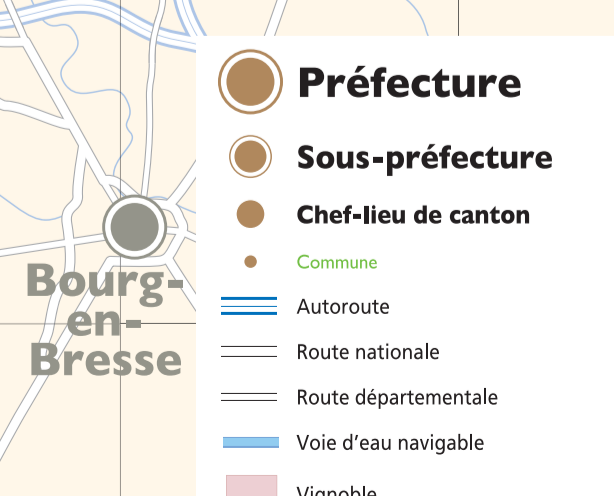 Préfecture
Sous-préfecture
Chef-lieu de canton
Commune
Autoroute
Route nationale
Route départementale
Voie d'eau navigable
Vignoble
Bourg-
en-
Bresse